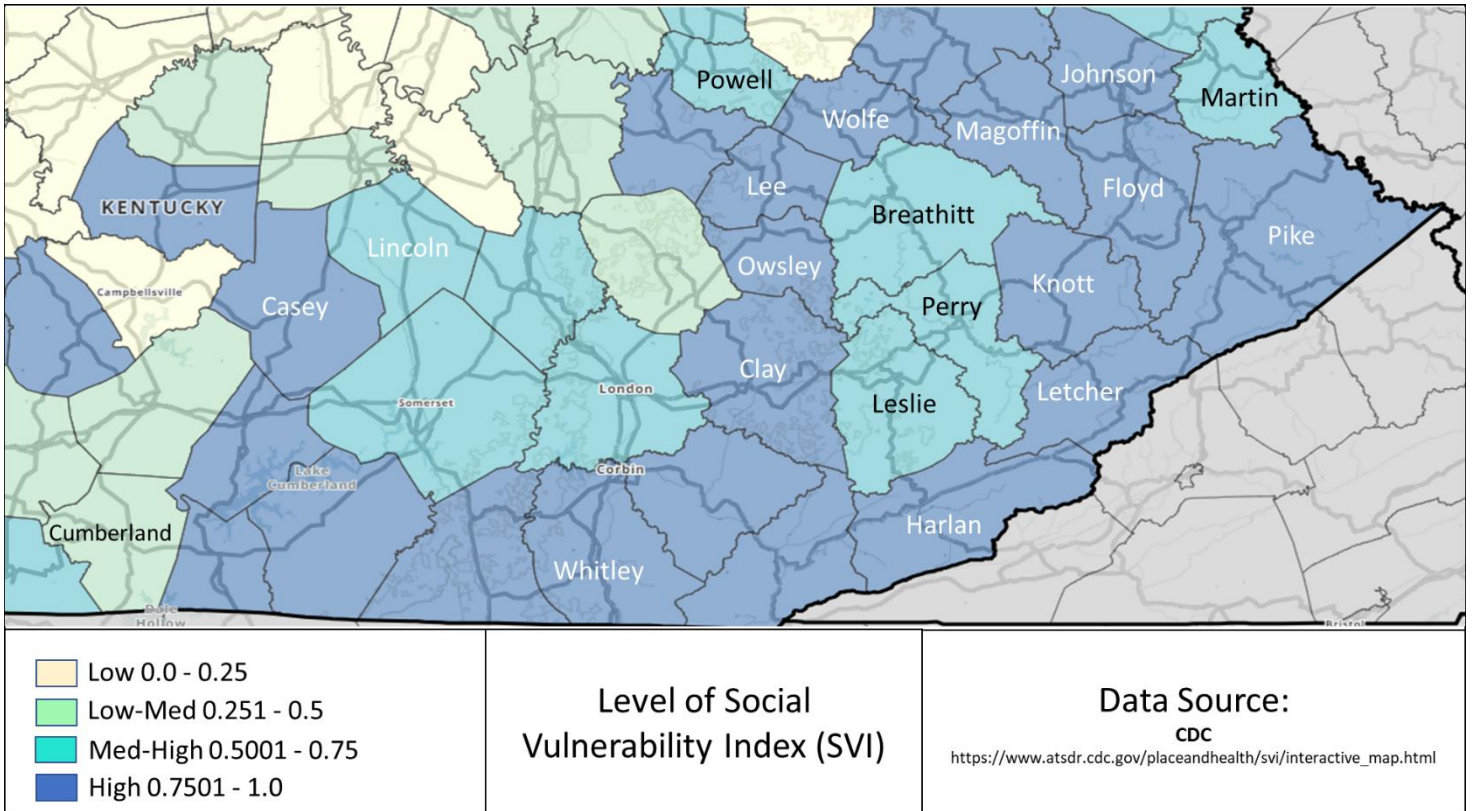 Powell
Johnson
Martin
Wolfe
Magoffin
Lee
Floyd
KENTUCKY
Breathitt
Pike
Lincoln
Owsley
Knott
Campbellsville
Casey
Perry
Clay
London
Letcher
Somerset
Leslie
Lake
Cumberland
Corbin
Cumberland
Harlan
Whitley
Dale
Hollow
Bristol
Low 0.0 - 0.25
Low-Med 0.251 - 0.5
Med-High 0.5001 - 0.75
High 0.7501 - 1.0
Level of Social
Vulnerability Index (SVI)
Data Source:
CDC
https://www.atsdr.cdc.gov/placeandhealth/svi/interactive_map.html